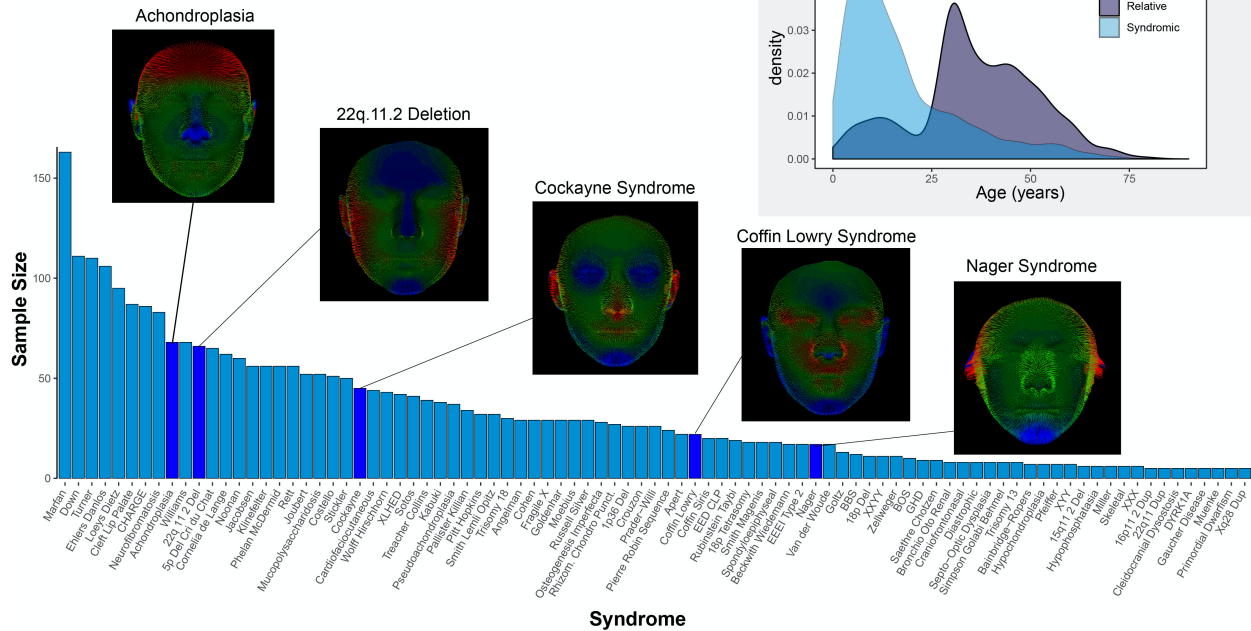 Achondroplasia
22q.11.2 Deletion
Cockayne Syndrome
Coffin Lowry Syndrome
Nager Syndrome
density
0.03
0.02
0.01
0.00
0
25
50
75
Age (years)
Relative
Syndromic
Sample Size
150
100
50
0
Marfan
Down
Turner
Ehlers Danlos
Loeys Dietz
Cleft Lip Palate
CHARGE
Neurofibromatosis
Achondroplasia
Williams
22q 11 2 Del
5p Del Cri du Chat
Cornelia de Lange
Noonan
Jacobsen
Klinefelter
Phelan McDermid
Rett
Joubert
Mucopolysaccharidosis
Costello
Stickler
Cockayne
Cardiofaciocutaneous
Wolff Hirschhorn
XLHED
Sotos
Treacher Collins
Kabuki
Pseudoachondroplasia
Pallister Killian
Pitt Hopkins
Smith Lemli Opitz
Trisomy 18
Angelman
Cohen
Fragile X
Goldenhar
Moebius
Russell Silver
Osteogenesis Imperfecta
Rhizom. Chondro Punct.
1p36 Del
Crouzon
Prader-Willi
Pierre Robin Sequence
Apert
Coffin Lowry
Coffin Siris
EED CLP
Rubinstein Taybi
18p Tetrasomy
Smith Magenis
Spondyloepiphyseal
Beckwith Wiedemann
EEEI Type 2
Nager
Van der Woude
Goltz
BBS
18p Del
XXYY
Zellweger
BOS
XLHD
Saethre Chotzen
Bronchio Oto Renal
Craniofrontonasal
Diastrophic
Septo-Optic Dysplasia
Simpson Golabi Behmel
Trisomy 13
Bainbridge-Ropers
Hypochondroplasia
Pfeiffer
XYY
15q11 2 Del
Hypophosphatasia
Miller
Skeletal
XXX
16p11 2 Dup
22q11 Dup
Cleidocranial Dysostosis
DYRK1A
Gaucher Disease
Muenke
Primordial Dwarfism
Xq28 Dup
Syndrome